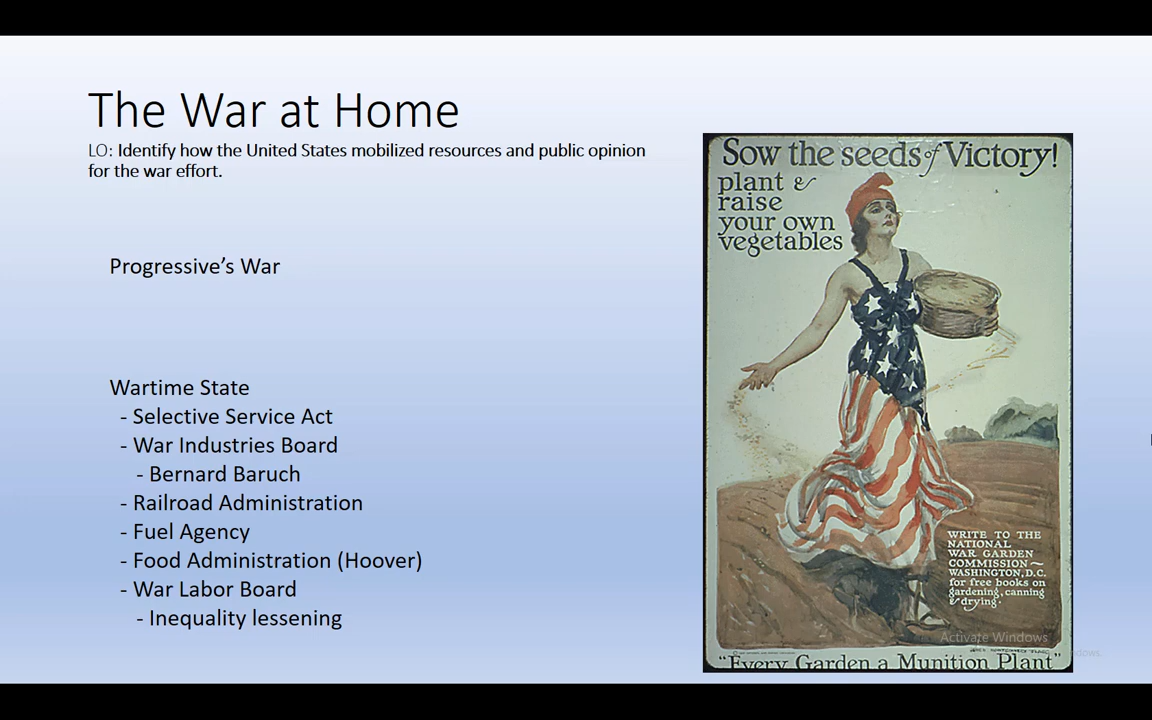 The War at Home
LO: Identify how the United States mobilized resources and public opinion
for the war effort.
Progressive’s War
Wartime State
- Selective Service Act
- War Industries Board
- Bernard Baruch
- Railroad Administration
- Fuel Agency
- Food Administration (Hoover)
- War Labor Board
- Inequality lessening
Sow the seeds of Victory!
plant &
raise
your own
vegetables
WRITE TO THE
NATIONAL
WAR GARDEN
COMMISSION ~
WASHINGTON, D.C.
for free books on
gardening, canning
& drying.
Activate Windows
"Every Garden a Munition Plant"